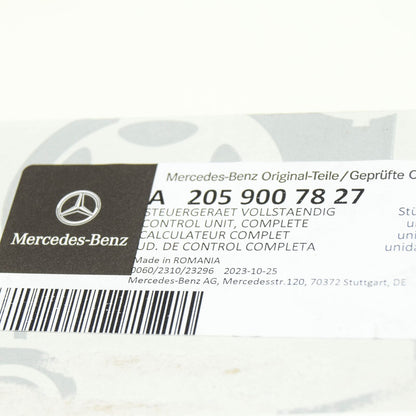 Mercedes-Benz Original-Teile/Geprüfte
A 205 900 78 27
STEUERGERAET VOLLSTAENDIG
CONTROL UNIT, COMPLETE
CALCULATEUR COMPLET
UD. DE CONTROL COMPLETA
Made in ROMANIA
0060/2310/23296 2023-10-25
Mercedes-Benz AG, Mercedesstr.120, 70372 Stuttgart, DE
Mercedes-Benz